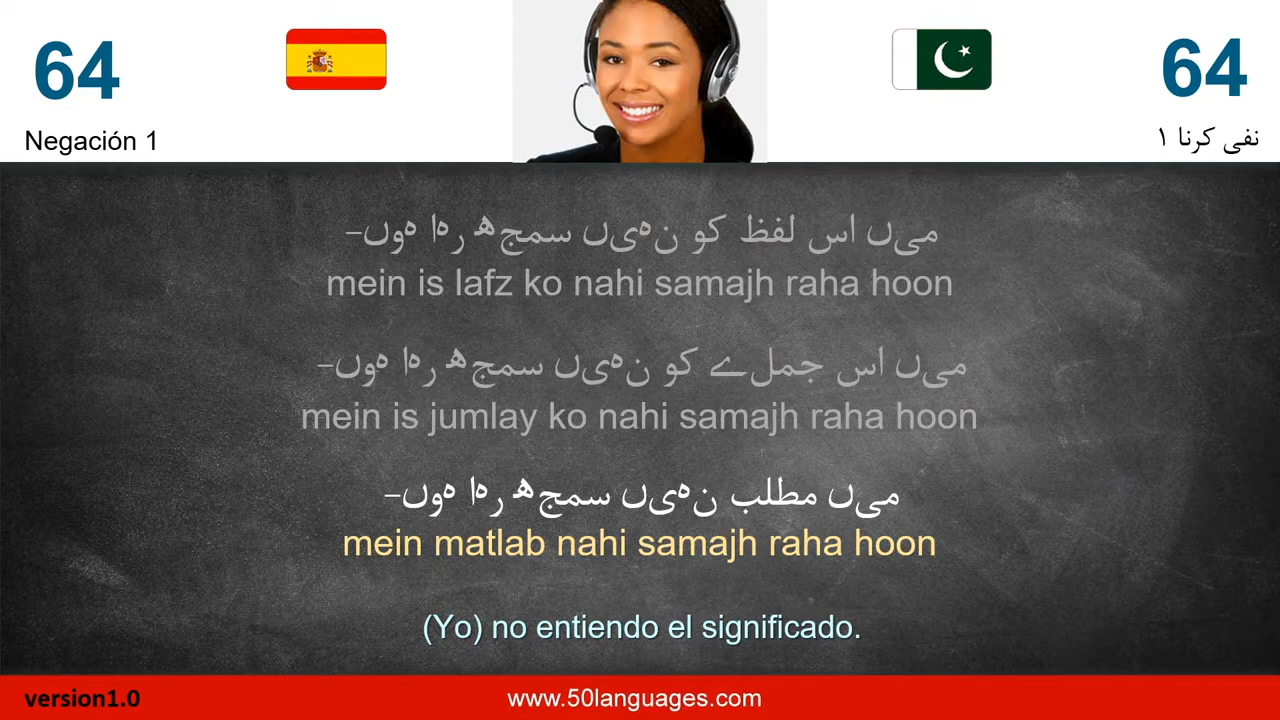 64
64
Negación 1
نفی کرنا ۱
میں اس لفظ کو نہیں سمجھ رہا ہوں-
mein is lafz ko nahi samajh raha hoon
میں اس جملے کو نہیں سمجھ رہا ہوں-
mein is jumlay ko nahi samajh raha hoon
میں مطلب نہیں سمجھ رہا ہوں-
mein matlab nahi samajh raha hoon
(Yo) no entiendo el significado.
version1.0
www.50languages.com